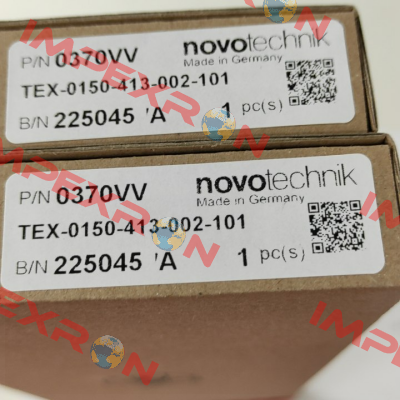 P/N 0370VV novotechnik
Made in Germany
TEX-0150-413-002-101
B/N 225045 'A 1 pc(s)
P/N 0370VV novotechnik
Made in Germany
TEX-0150-413-002-101
B/N 225045 'A 1 pc(s)
IMPEXRON
IMPEXRON
IMPEXRON